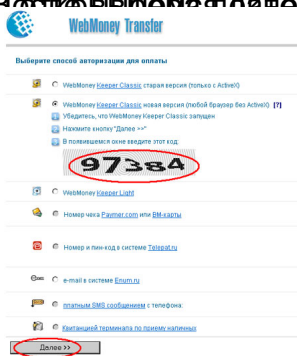 WebMoney Transfer
Выберите способ авторизации для оплаты
WebMoney Keeper Classic старая версия (только с ActiveX)
WebMoney Keeper Classic новая версия (любой браузер без ActiveX) [?]
Убедитесь, что WebMoney Keeper Classic запущен
Нажмите кнопку "Далее >>"
В появившемся окне введите этот код:
97384
WebMoney Keeper Light
Номер чека Paymer.com или ВМ-карты
Номер и пин-код в системе Telepat.ru
e-mail в системе Enum.ru
платным SMS сообщением с телефона:
Квитанцией терминала по приему наличных
Далее >>